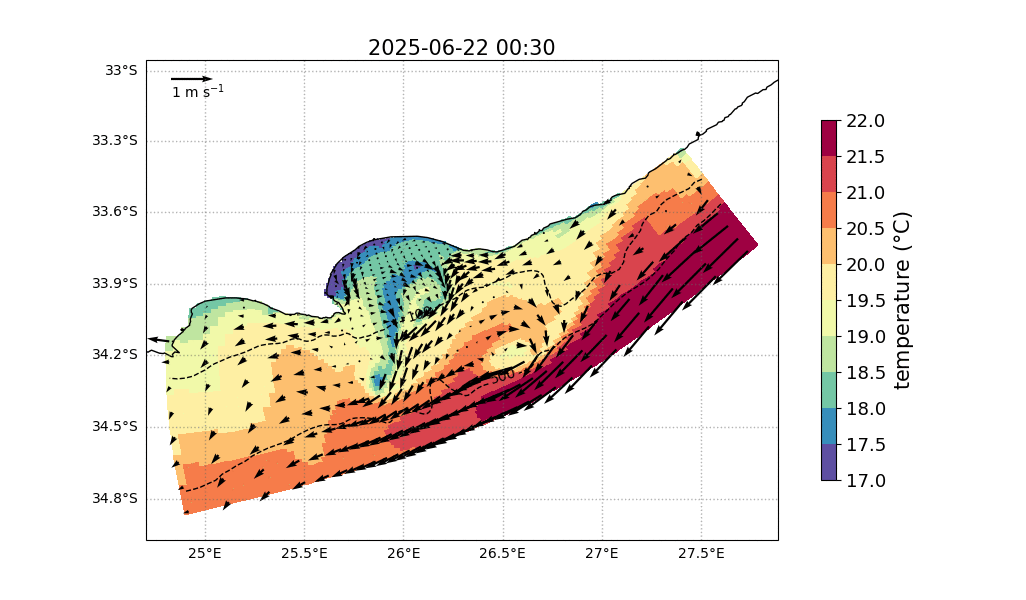 2025-06-22 00:30
1 m s⁻¹
33°S
33.3°S
33.6°S
33.9°S
34.2°S
34.5°S
34.8°S
25°E
25.5°E
26°E
26.5°E
27°E
27.5°E
100
500
22.0
21.5
21.0
20.5
20.0
19.5
19.0
18.5
18.0
17.5
17.0
temperature (°C)